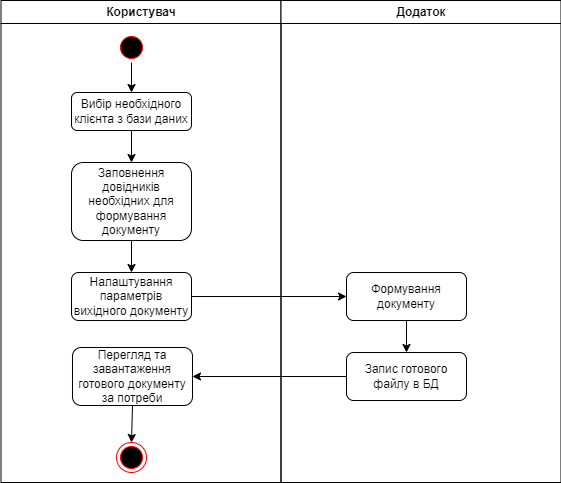 Користувач
Додаток
Вибір необхідного
клієнта з бази даних
Заповнення
довідників
необхідних для
формування
документу
Налаштування
параметрів
вихідного документу
Формування
документу
Перегляд та
завантаження
готового документу
за потреби
Запис готового
файлу в БД